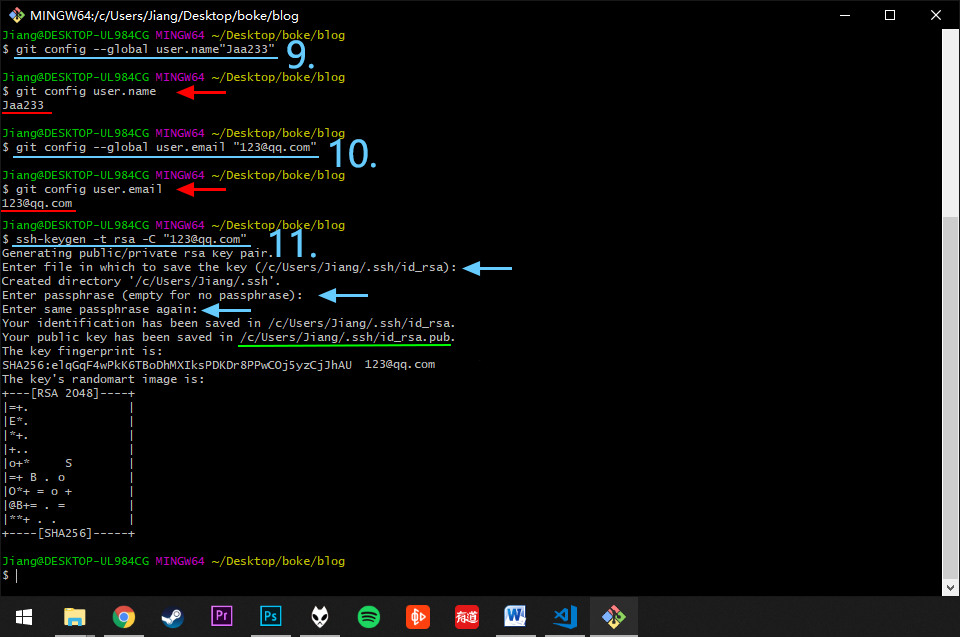 MINGW64:/c/Users/Jiang/Desktop/boke/blog
Jiang@DESKTOP-UL984CG MINGW64 ~/Desktop/boke/blog
$ git config --global user.name"Jaa233" 9.
Jiang@DESKTOP-UL984CG MINGW64 ~/Desktop/boke/blog
$ git config user.name
Jaa233
Jiang@DESKTOP-UL984CG MINGW64 ~/Desktop/boke/blog
$ git config --global user.email "123@qq.com" 10.
Jiang@DESKTOP-UL984CG MINGW64 ~/Desktop/boke/blog
$ git config user.email
123@qq.com
Jiang@DESKTOP-UL984CG MINGW64 ~/Desktop/boke/blog
$ ssh-keygen -t rsa -C "123@qq.com" 11.
Generating public/private rsa key pair.
Enter file in which to save the key (/c/Users/Jiang/.ssh/id_rsa):
Created directory '/c/Users/Jiang/.ssh'.
Enter passphrase (empty for no passphrase):
Enter same passphrase again:
Your identification has been saved in /c/Users/Jiang/.ssh/id_rsa.
Your public key has been saved in /c/Users/Jiang/.ssh/id_rsa.pub.
The key fingerprint is:
SHA256:elqGqF4wPkK6TBoDhMXIksPDKDr8PPwCOj5yzCjJhAU 123@qq.com
The key's randomart image is:
+---[RSA 2048]----+
|=+.              |
|E*.              |
|*+.              |
|+..              |
|o+*     S        |
|=+ B . o         |
|O*+ = o +        |
|@B+= . =         |
|**+ . .          |
+----[SHA256]-----+
Jiang@DESKTOP-UL984CG MINGW64 ~/Desktop/boke/blog
$
Pr Ps 有道 W